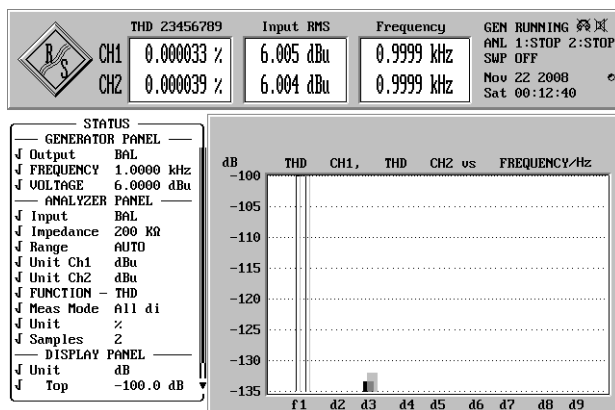 THD 23456789 Input RMS Frequency
CH1 0.000033 % 6.005 dBu 0.9999 kHz
CH2 0.000039 % 6.004 dBu 0.9999 kHz
R S
GEN RUNNING
ANL 1:STOP 2:STOP
SWP OFF
Nov 22 2008
Sat 00:12:40
STATUS
GENERATOR PANEL
Output BAL
FREQUENCY 1.0000 kHz
VOLTAGE 6.0000 dBu
ANALYZER PANEL
Input BAL
Impedance 200 KΩ
Range AUTO
Unit Ch1 dBu
Unit Ch2 dBu
FUNCTION - THD
Meas Mode All di
Unit %
Samples 2
DISPLAY PANEL
Unit dB
Top -100.0 dB
dB THD CH1, THD CH2 vs FREQUENCY/Hz
-100
-105
-110
-115
-120
-125
-130
-135
f1 d2 d3 d4 d5 d6 d7 d8 d9